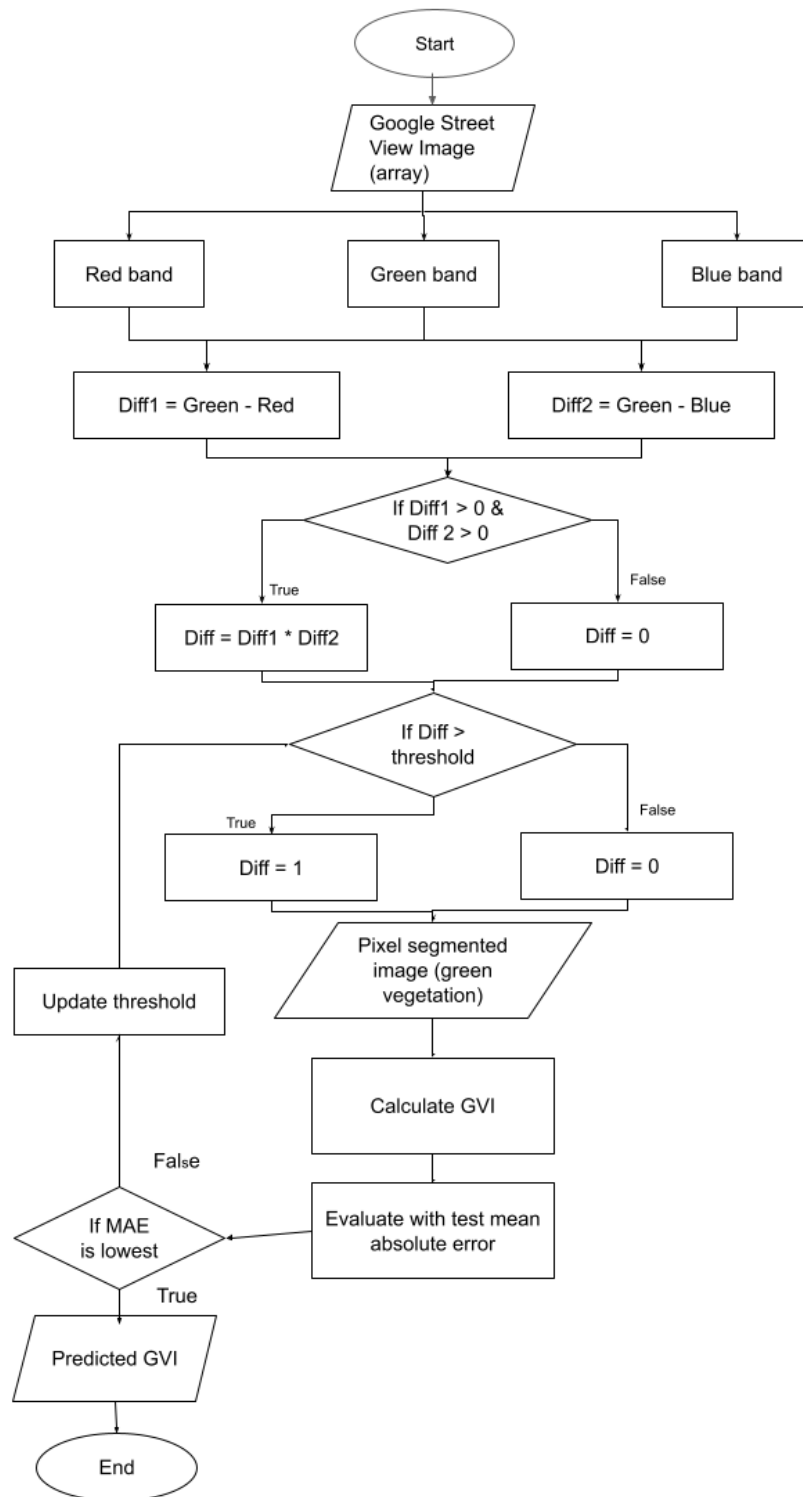 Start
Google Street
View Image
(array)
Red band
Green band
Blue band
Diff1 = Green - Red
Diff2 = Green - Blue
If Diff1 > 0 &
Diff 2 > 0
True
False
Diff = Diff1 * Diff2
Diff = 0
If Diff >
threshold
True
False
Diff = 1
Diff = 0
Pixel segmented
image (green
vegetation)
Update threshold
Calculate GVI
False
Evaluate with test mean
absolute error
If MAE
is lowest
True
Predicted GVI
End